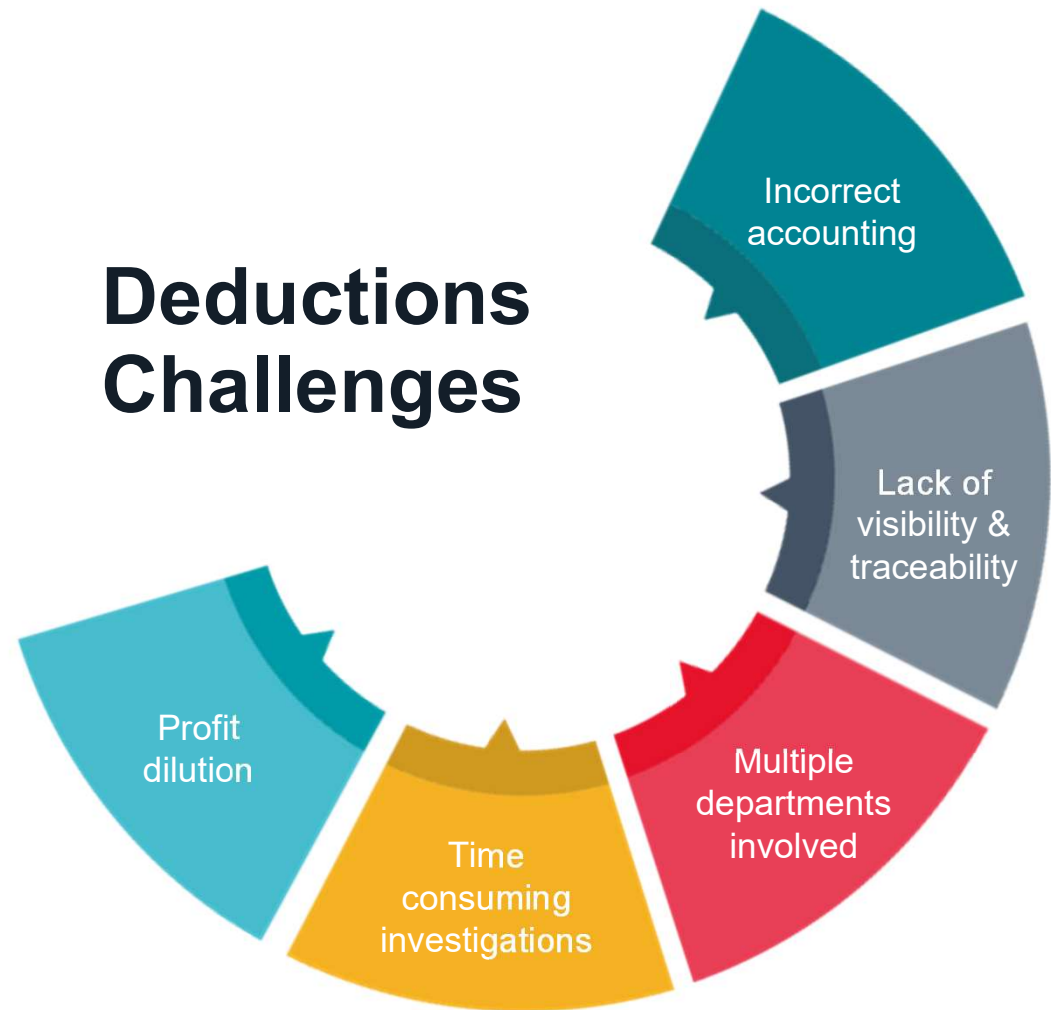 Deductions
Challenges
Incorrect
accounting
Lack of
visibility &
traceability
Multiple
departments
involved
Time
consuming
investigations
Profit
dilution